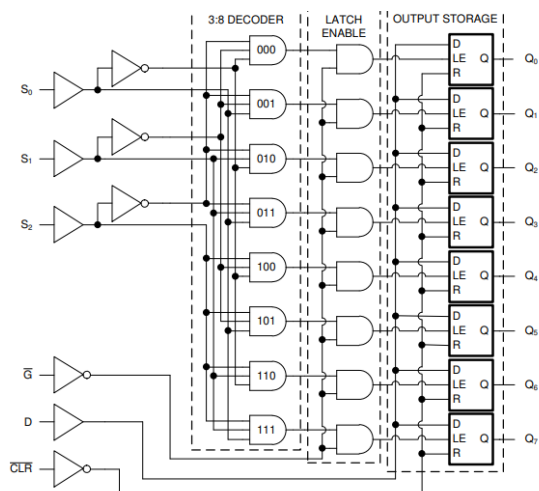 3:8 DECODER LATCH ENABLE OUTPUT STORAGE
000 D LE R Q Q₀
S₀
001 D LE R Q Q₁
S₁
010 D LE R Q Q₂
S₂
011 D LE R Q Q₃
100 D LE R Q Q₄
101 D LE R Q Q₅
G̅
110 D LE R Q Q₆
D
111 D LE R Q Q₇
C̅L̅R̅